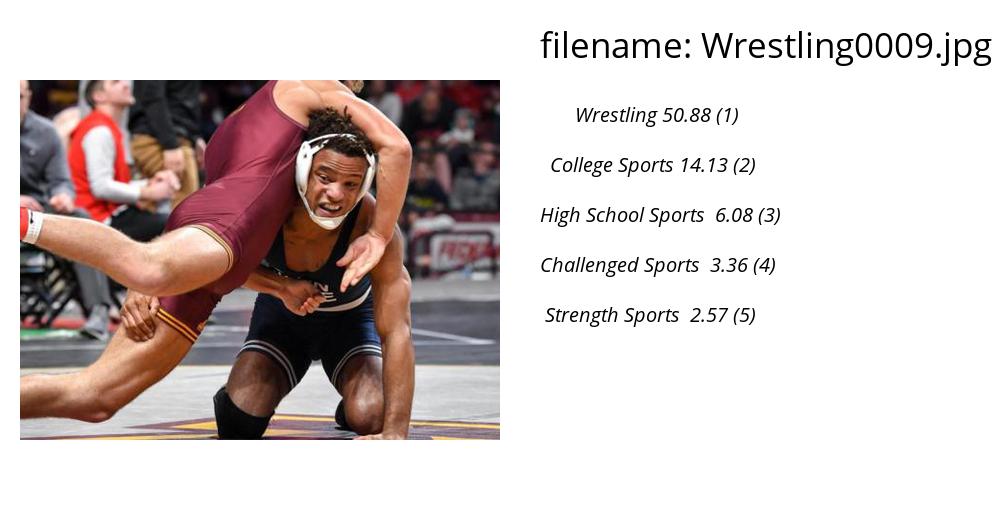 filename: Wrestling0009.jpg
Wrestling 50.88 (1)
College Sports 14.13 (2)
High School Sports 6.08 (3)
Challenged Sports 3.36 (4)
Strength Sports 2.57 (5)